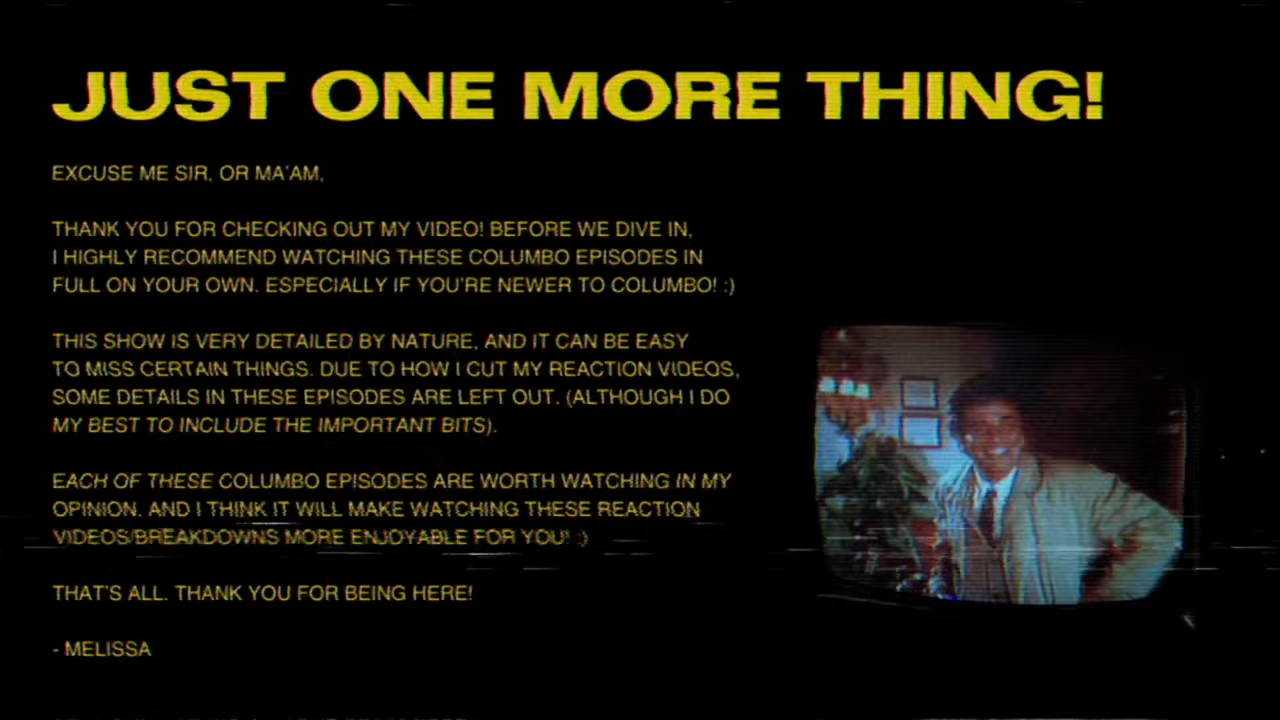 JUST ONE MORE THING!
EXCUSE ME SIR, OR MA'AM,
THANK YOU FOR CHECKING OUT MY VIDEO! BEFORE WE DIVE IN,
I HIGHLY RECOMMEND WATCHING THESE COLUMBO EPISODES IN
FULL ON YOUR OWN. ESPECIALLY IF YOU'RE NEWER TO COLUMBO! :)
THIS SHOW IS VERY DETAILED BY NATURE, AND IT CAN BE EASY
TO MISS CERTAIN THINGS. DUE TO HOW I CUT MY REACTION VIDEOS,
SOME DETAILS IN THESE EPISODES ARE LEFT OUT. (ALTHOUGH I DO
MY BEST TO INCLUDE THE IMPORTANT BITS).
EACH OF THESE COLUMBO EPISODES ARE WORTH WATCHING IN MY
OPINION. AND I THINK IT WILL MAKE WATCHING THESE REACTION
VIDEOS/BREAKDOWNS MORE ENJOYABLE FOR YOU! :)
THAT'S ALL. THANK YOU FOR BEING HERE!
- MELISSA